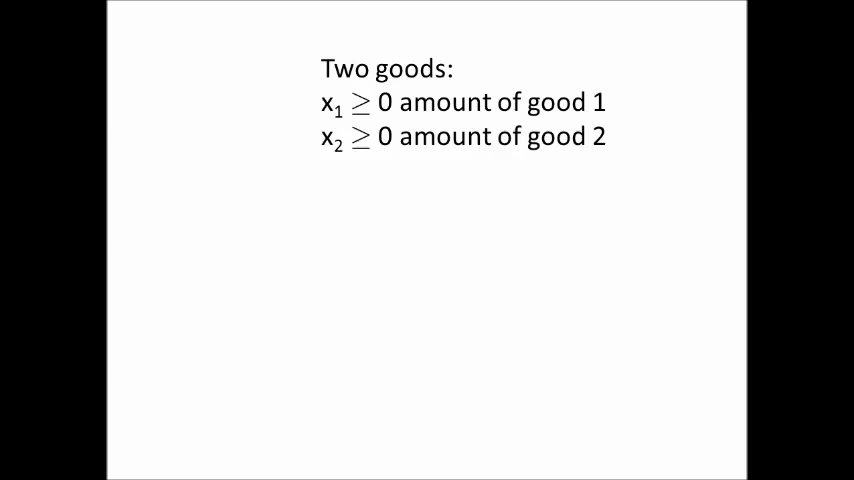 Two goods:
x₁ ≥ 0 amount of good 1
x₂ ≥ 0 amount of good 2